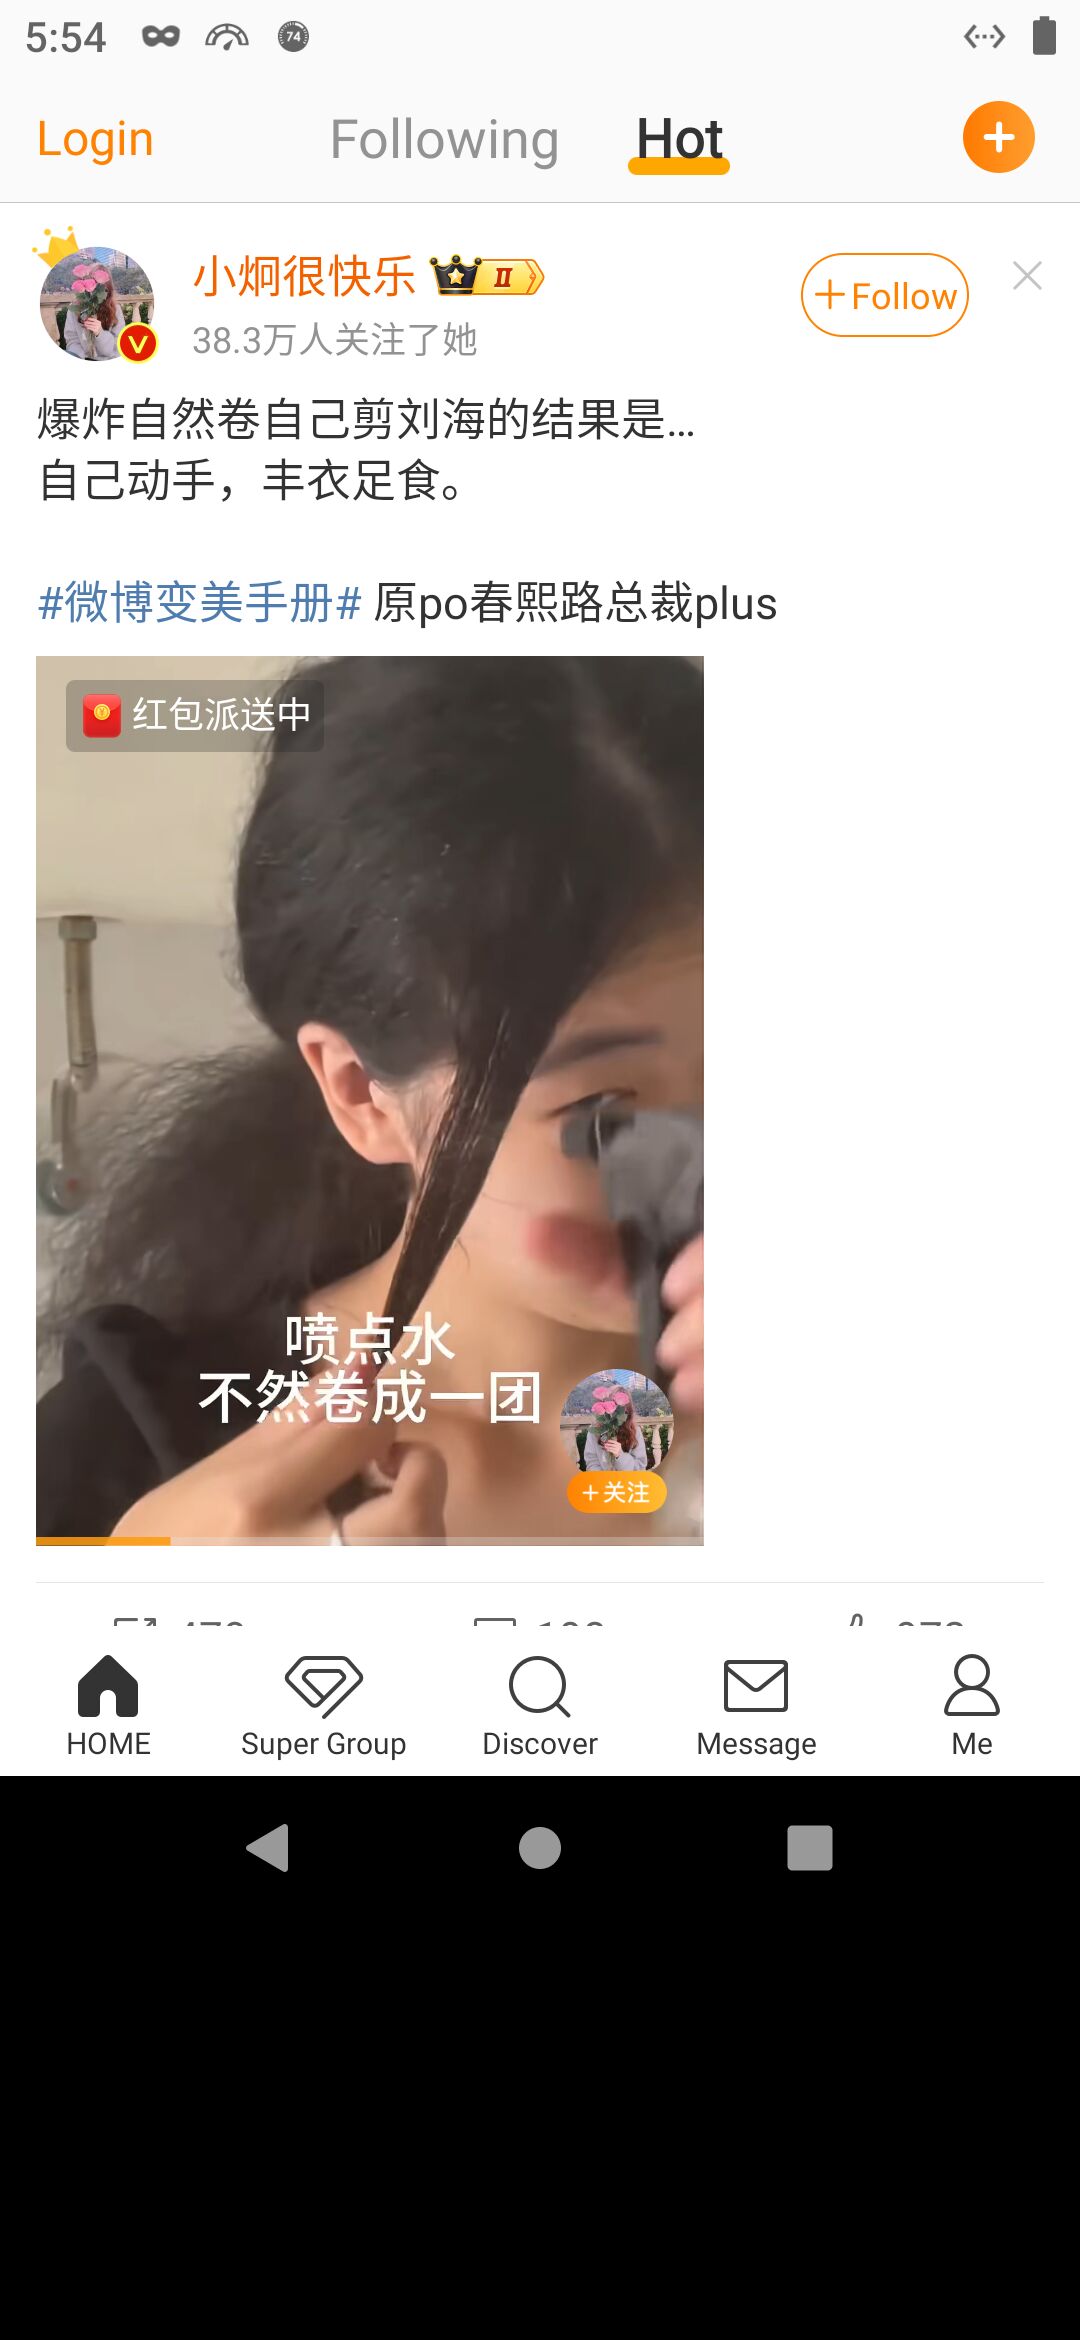 5:54
74
Login
Following
Hot
小炯很快乐
II
38.3万人关注了她
+Follow
爆炸自然卷自己剪刘海的结果是...
自己动手，丰衣足食。
#微博变美手册# 原po春熙路总裁plus
红包派送中
喷点水
不然卷成一团
+关注
HOME
Super Group
Discover
Message
Me